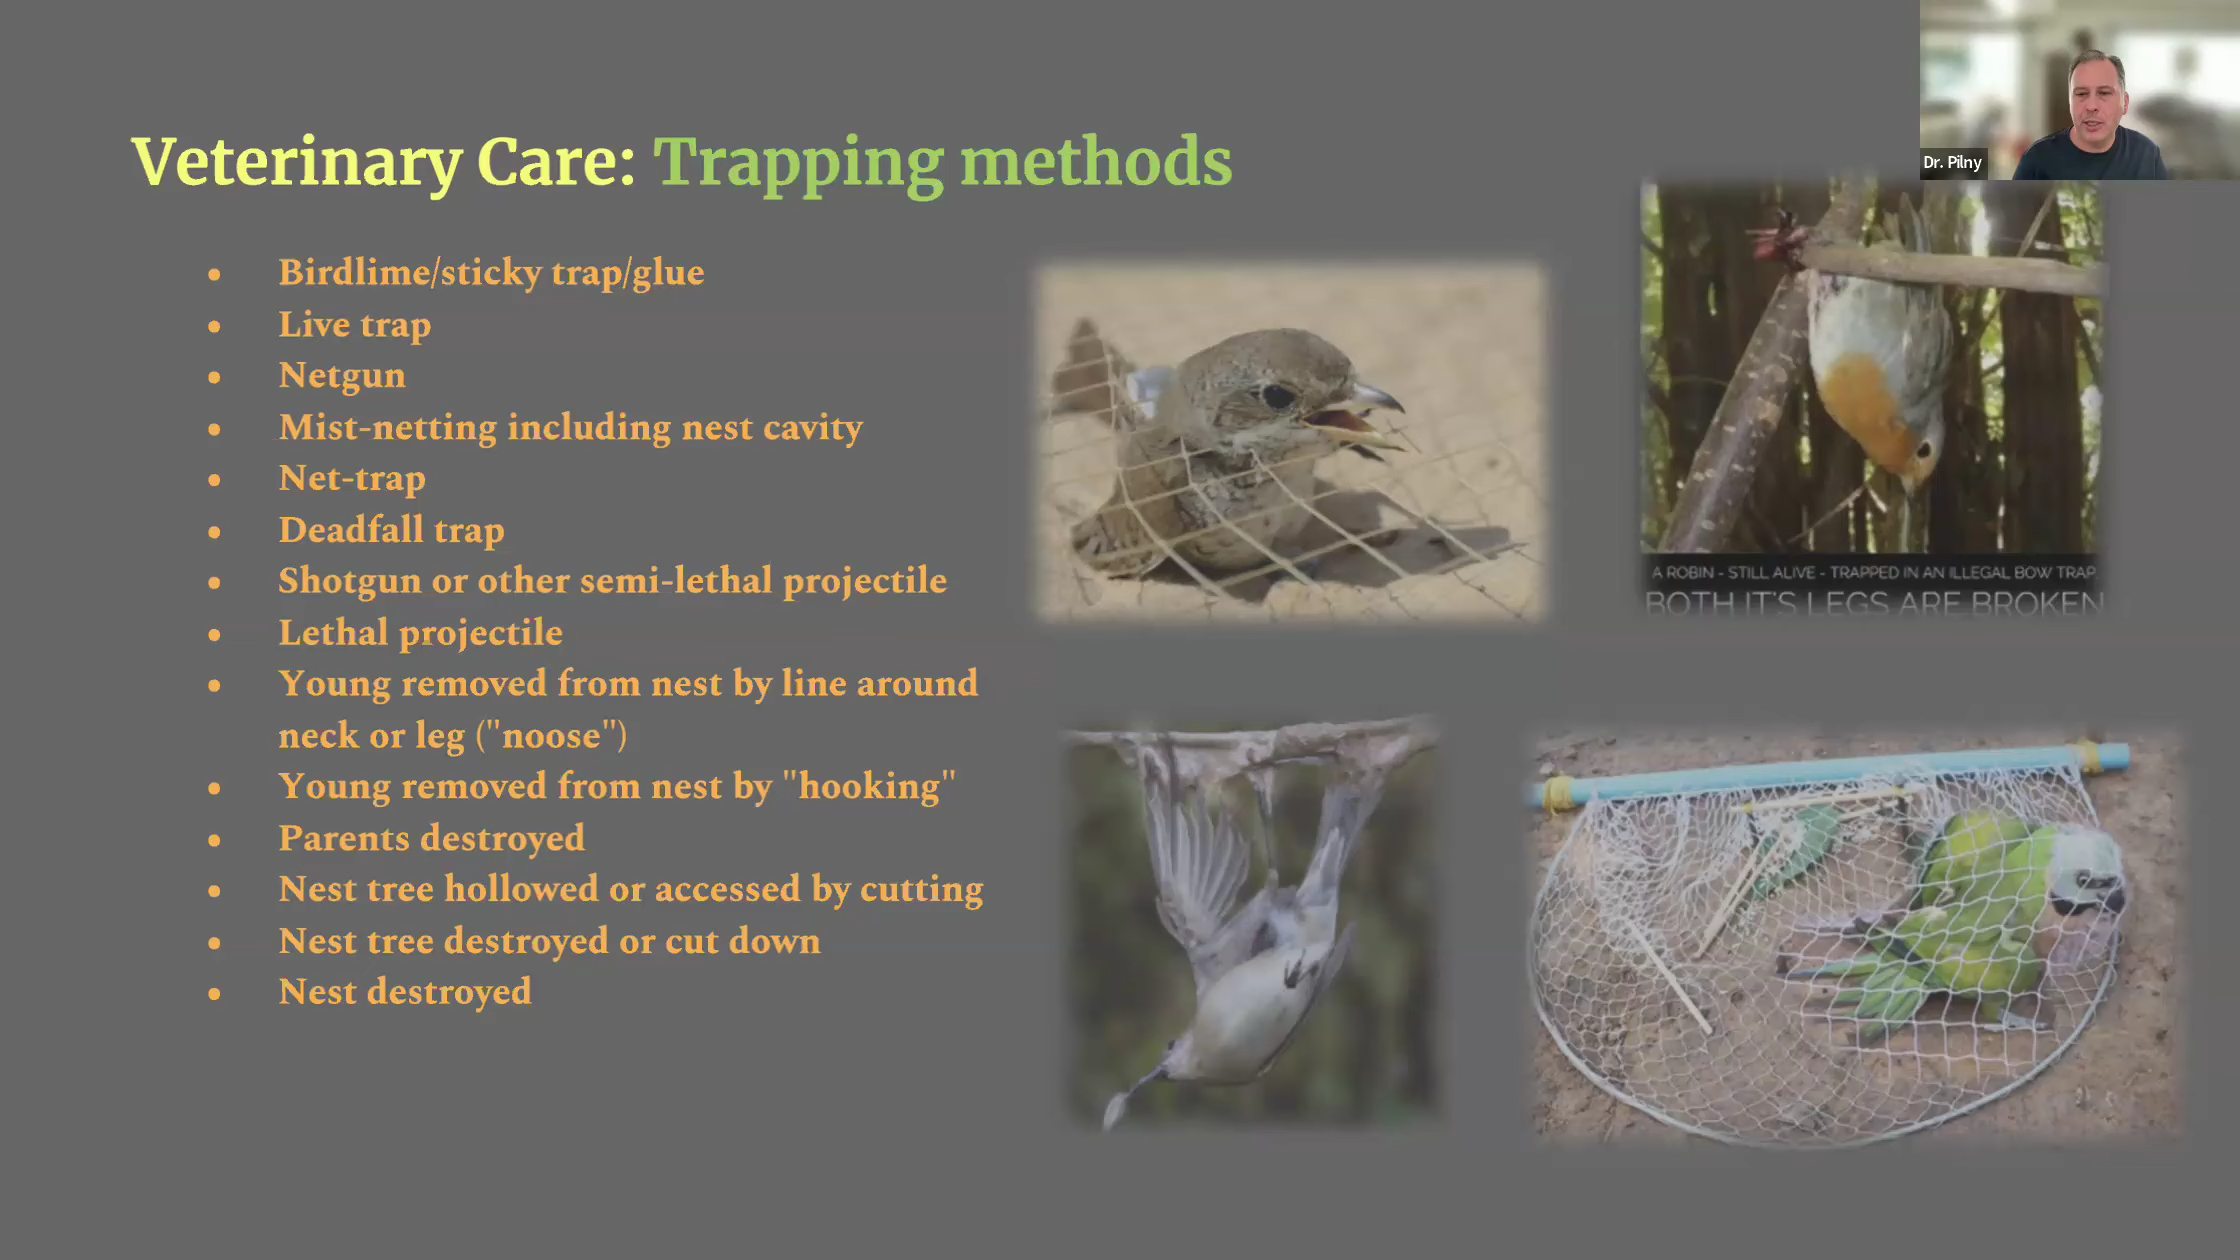 Dr. Pilny
Veterinary Care: Trapping methods
Birdlime/sticky trap/glue
Live trap
Netgun
Mist-netting including nest cavity
Net-trap
Deadfall trap
Shotgun or other semi-lethal projectile
Lethal projectile
Young removed from nest by line around
neck or leg ("noose")
Young removed from nest by "hooking"
Parents destroyed
Nest tree hollowed or accessed by cutting
Nest tree destroyed or cut down
Nest destroyed
A ROBIN - STILL ALIVE - TRAPPED IN AN ILLEGAL BOW TRAP.
BOTH IT'S LEGS ARE BROKEN